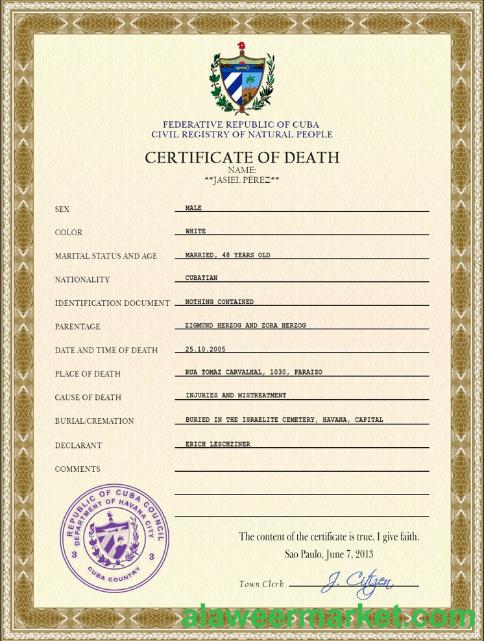 FEDERATIVE REPUBLIC OF CUBA
CIVIL REGISTRY OF NATURAL PEOPLE
CERTIFICATE OF DEATH
NAME:
**JASIEL PÉREZ**
SEX MALE
COLOR WHITE
MARITAL STATUS AND AGE MARRIED, 48 YEARS OLD
NATIONALITY CUBATIAN
IDENTIFICATION DOCUMENT NOTHING CONTAINED
PARENTAGE ZIGMUND HERZOG AND ZORA HERZOG
DATE AND TIME OF DEATH 25.10.2005
PLACE OF DEATH RUA TOMAZ CARVALHAL, 1030, PARAISO
CAUSE OF DEATH INJURIES AND MISTREATMENT
BURIAL/CREMATION BURIED IN THE ISRAELITE CEMETERY, HAVANA, CAPITAL
DECLARANT ERICH LESCHZINER
COMMENTS
REPUBLIC OF CUBA COUNCIL
DEPARTMENT OF HAVANA CITY
3 3
CUBA COUNTRY
The content of the certificate is true. I give faith.
Sao Paulo, June 7, 2013
Town Clerk J. Citizen
alaweermarket.com